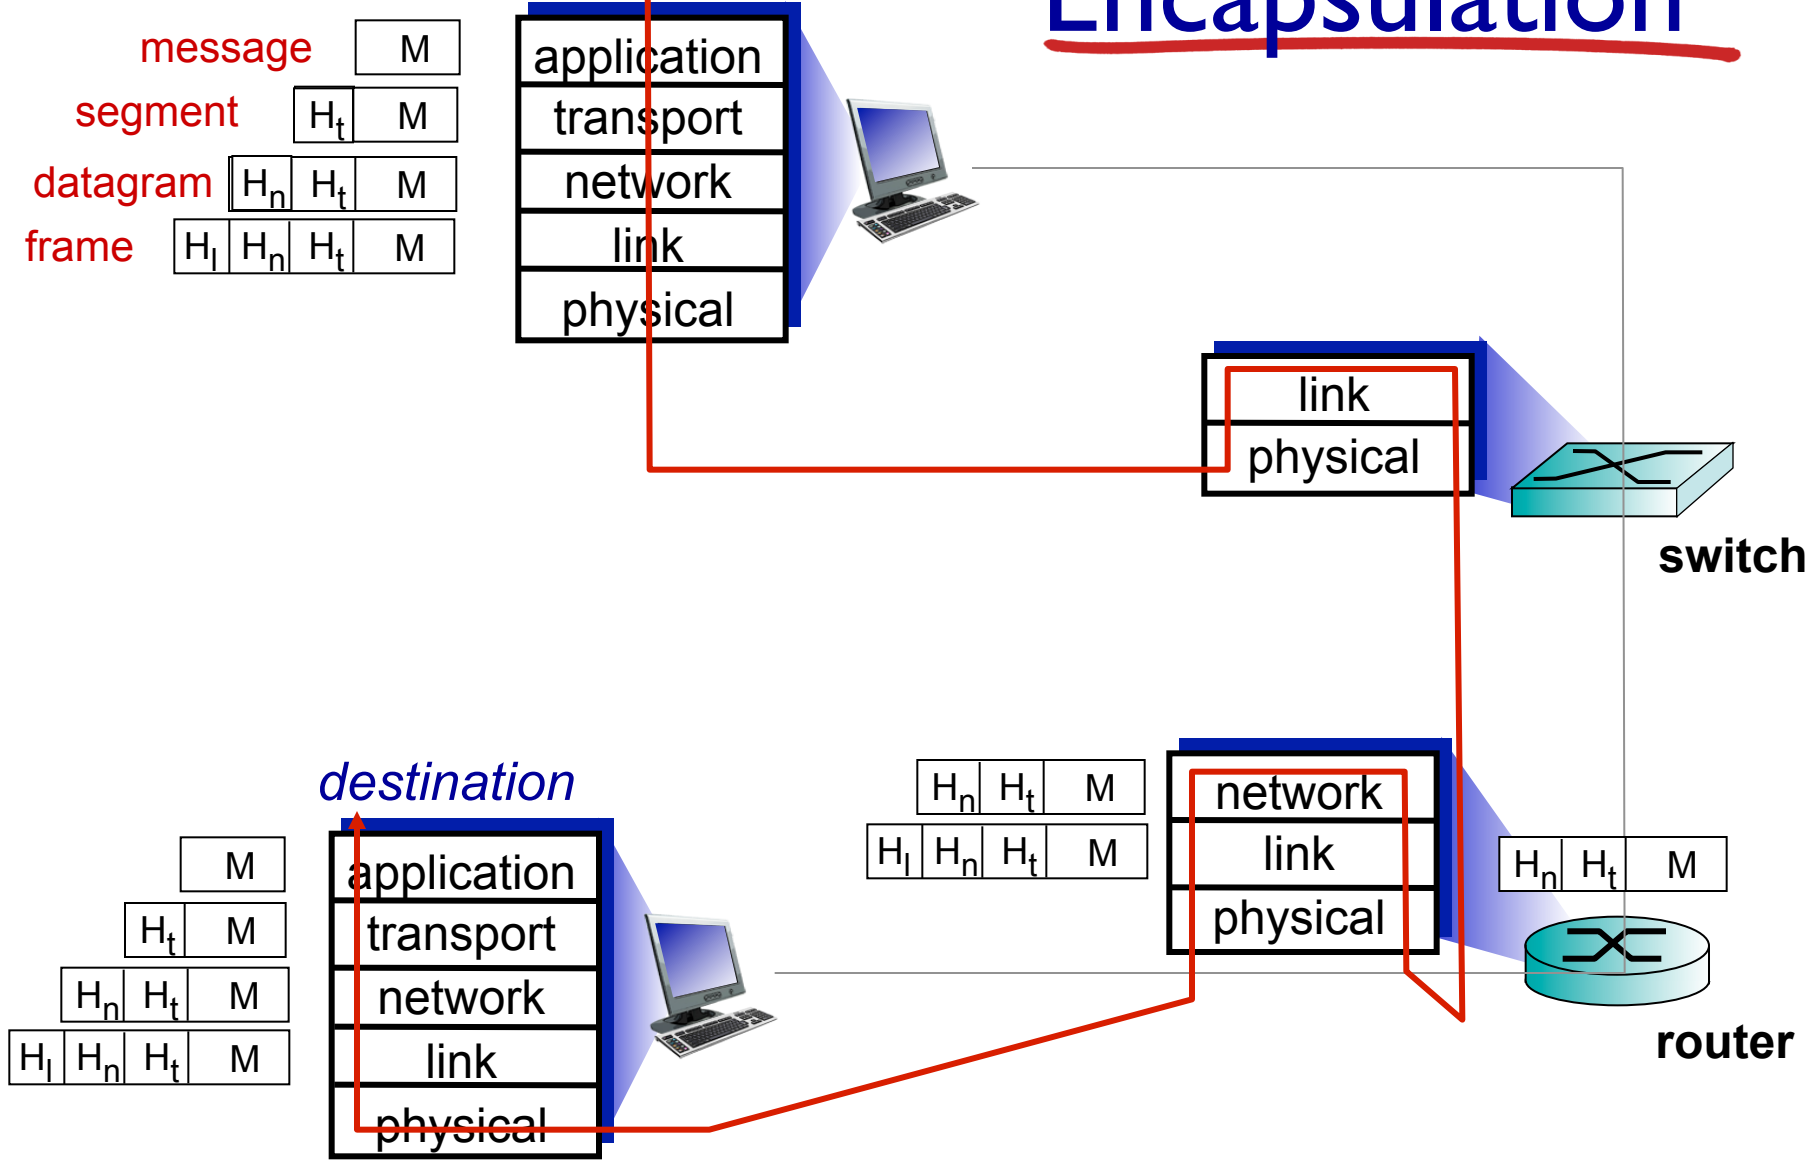 Encapsulation
message M
application
segment Ht M
transport
datagram Hn Ht M
network
frame Hl Hn Ht M
link
physical
link
physical
switch
destination
Hn Ht M
network
Hl Hn Ht M
link
Hn Ht M
physical
router
M
application
Ht M
transport
Hn Ht M
network
Hl Hn Ht M
link
physical